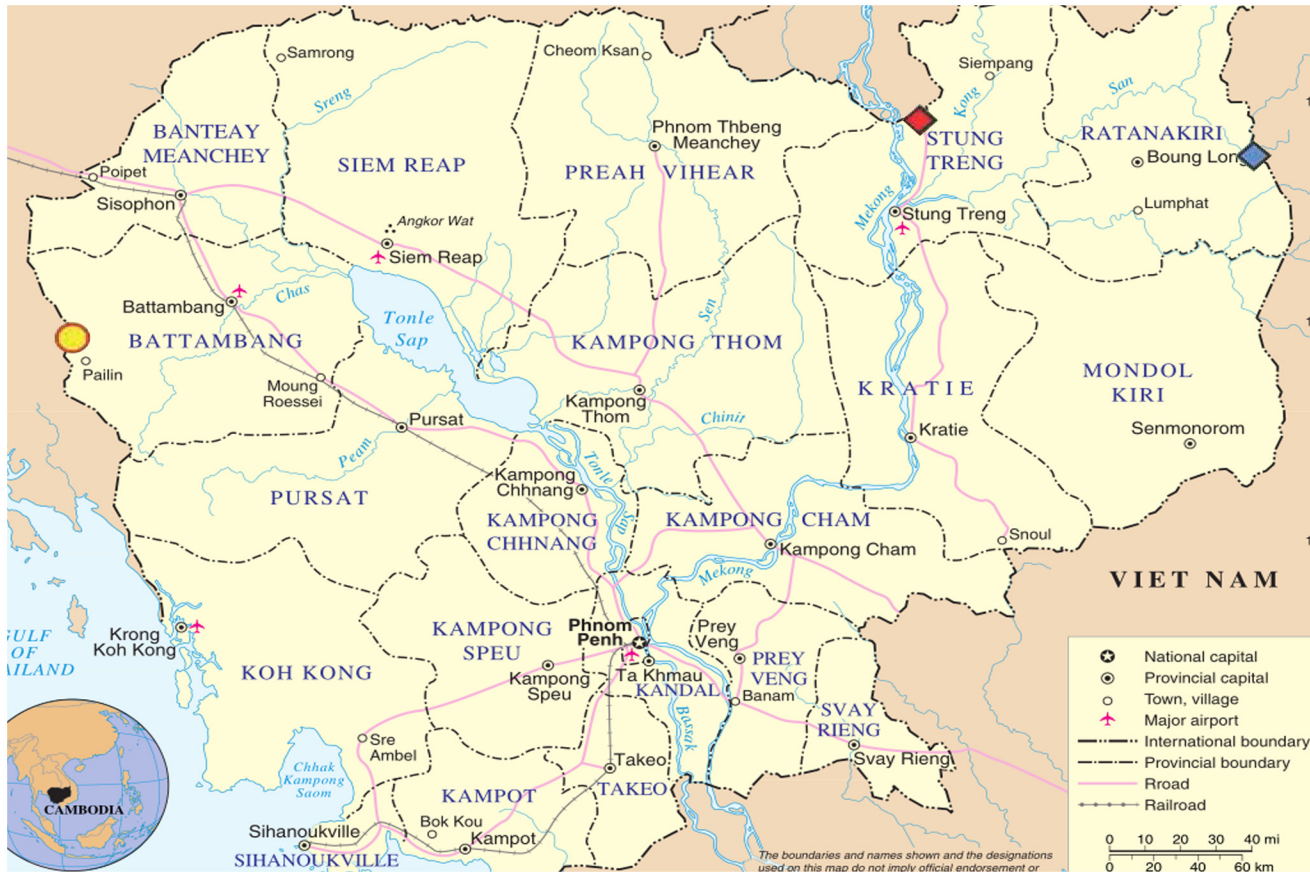 Samrong
Cheom Ksan
Siempang
Sreng
Kong
San
BANTEAY
MEANCHEY
SIEM REAP
Phnom Thbeng
Meanchey
PREAH VIHEAR
STUNG
TRENG
RATANAKIRI
Boung Long
Poipet
Sisophon
Angkor Wat
Siem Reap
Mekong
Stung Treng
Lumphat
Battambang
Chas
Tonle
Sap
Sen
BATTAMBANG
KAMPONG THOM
Pailin
Moung
Roessei
Kampong
Thom
KRATIE
MONDOL
KIRI
Pursat
Chinit
Kratie
Senmonorom
Peam
PURSAT
Kampong
Chhnang
Tonle
Sap
KAMPONG
CHHNANG
KAMPONG CHAM
Kampong Cham
Snoul
Mekong
VIET NAM
GULF
OF
AILAND
Krong
Koh Kong
KOH KONG
KAMPONG
SPEU
Kampong
Speu
Phnom
Penh
Ta Khmau
KANDAL
Prey
Veng
PREY
VENG
Banam
Bassak
SVAY
RIENG
Svay Rieng
Sre
Ambel
Chhak
Kampong
Saom
Takeo
TAKEO
KAMPOT
Bok Kou
Kampot
Sihanoukville
SIHANOUKVILLE
CAMBODIA
National capital
Provincial capital
Town, village
Major airport
International boundary
Provincial boundary
Rroad
Railroad
0 20 40 mi
0 20 40 60 km
The boundaries and names shown and the designations
used on this map do not imply official endorsement or